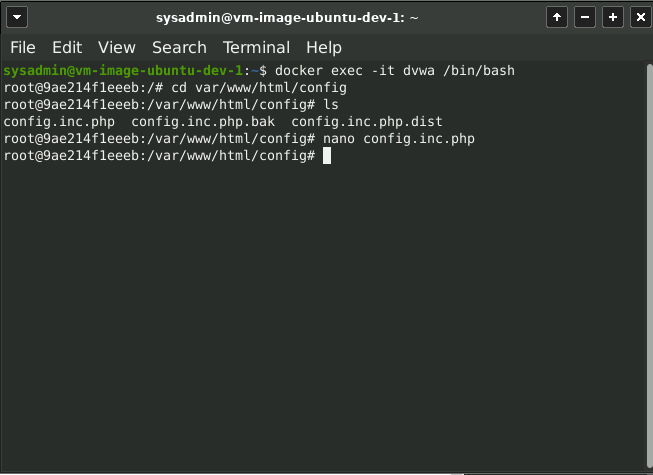 sysadmin@vm-image-ubuntu-dev-1: ~
File Edit View Search Terminal Help
sysadmin@vm-image-ubuntu-dev-1:~$ docker exec -it dvwa /bin/bash
root@9ae214f1eeeb:/# cd var/www/html/config
root@9ae214f1eeeb:/var/www/html/config# ls
config.inc.php  config.inc.php.bak  config.inc.php.dist
root@9ae214f1eeeb:/var/www/html/config# nano config.inc.php
root@9ae214f1eeeb:/var/www/html/config#